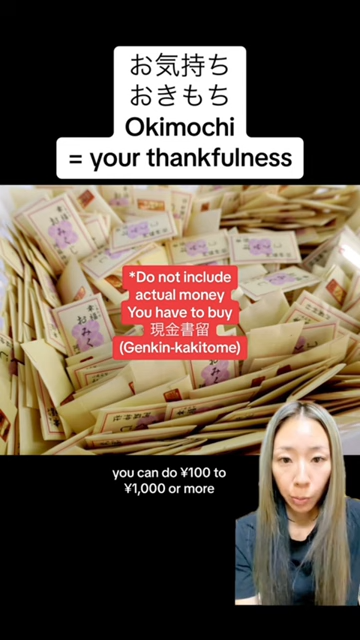 お気持ち
おきもち
Okimochi
= your thankfulness
*Do not include
actual money
You have to buy
現金書留
(Genkin-kakitome)
you can do ¥100 to
¥1,000 or more